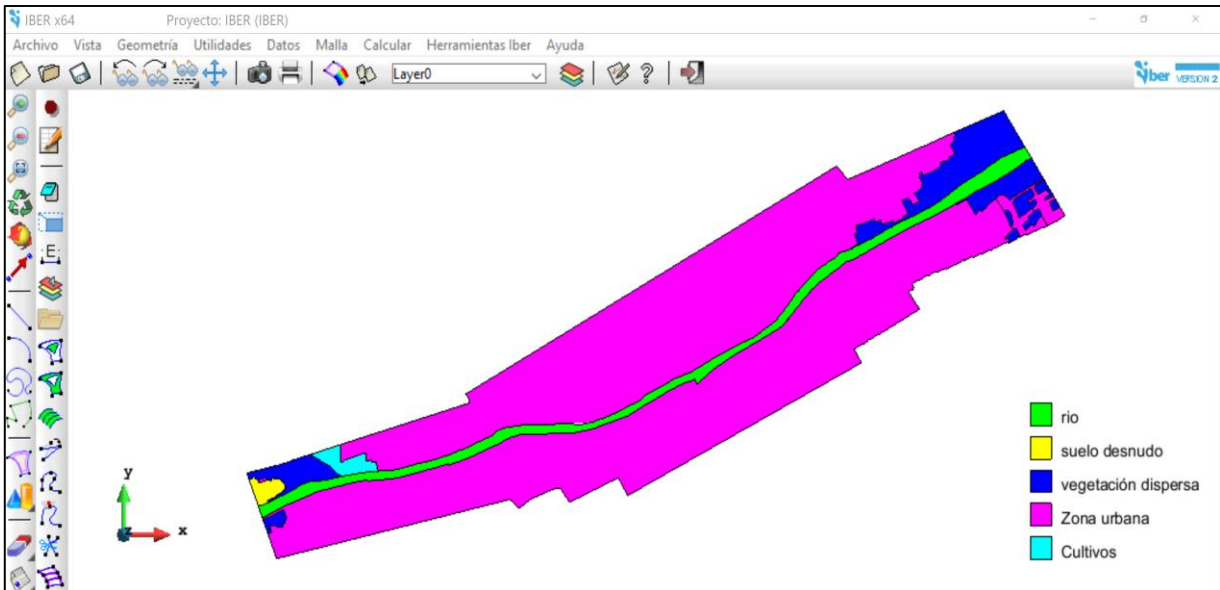 IBER x64 Proyecto: IBER (IBER)
Archivo Vista Geometría Utilidades Datos Malla Calcular Herramientas Iber Ayuda
Layer0
iber VERSION 2
E
rio
suelo desnudo
vegetación dispersa
Zona urbana
Cultivos
y
z
x